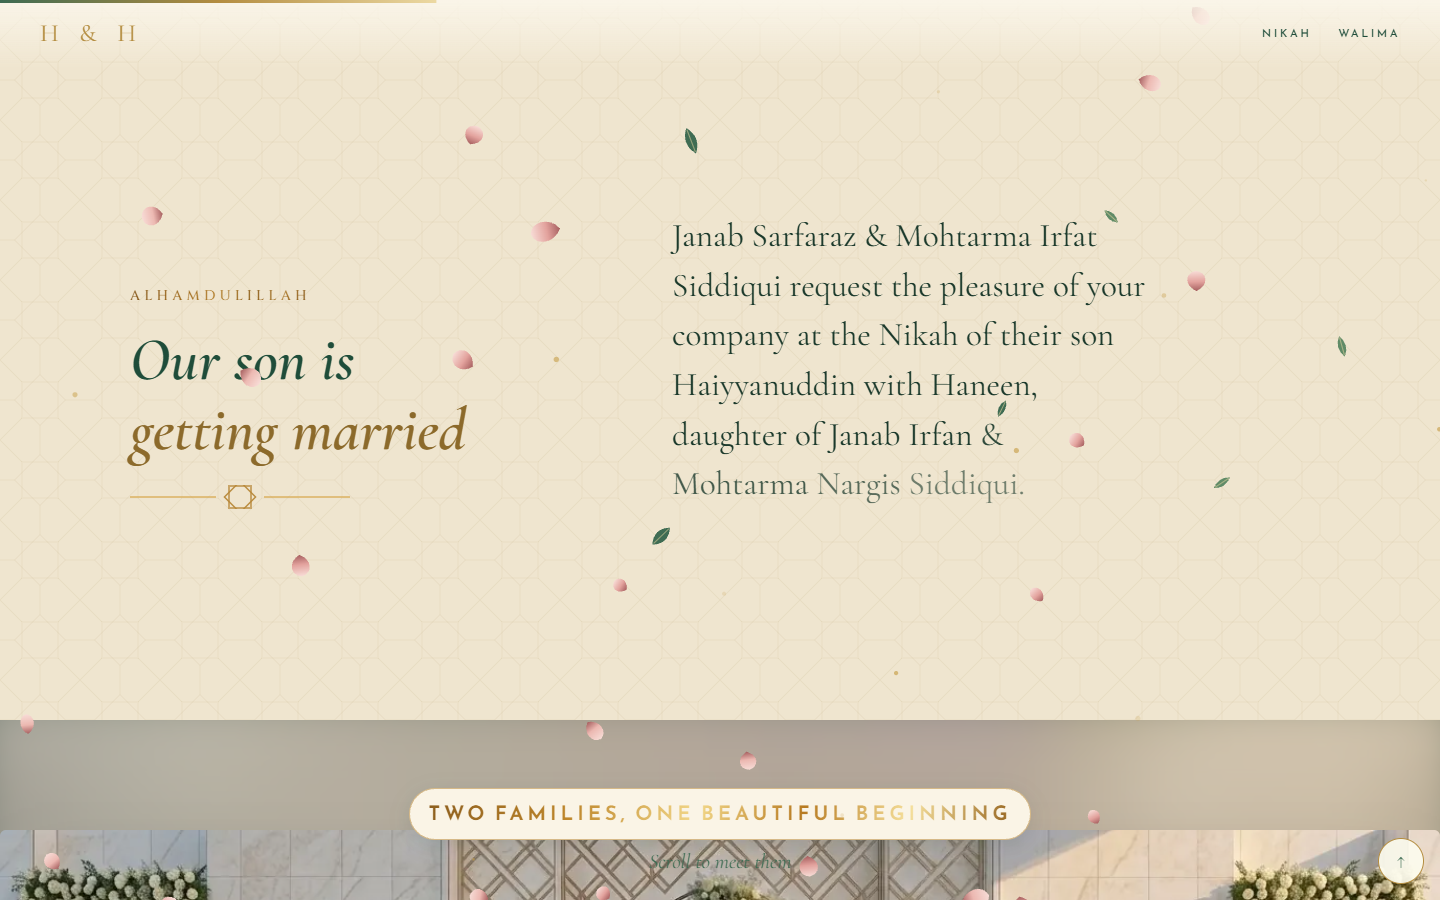 H & H
NIKAH
WALIMA
ALHAMDULILLAH
Our son is
getting married
Janab Sarfaraz & Mohtarma Irfat
Siddiqui request the pleasure of your
company at the Nikah of their son
Haiyyanuddin with Haneen,
daughter of Janab Irfan &
Mohtarma Nargis Siddiqui.
TWO FAMILIES, ONE BEAUTIFUL BEGINNING
Scroll to meet them
↑